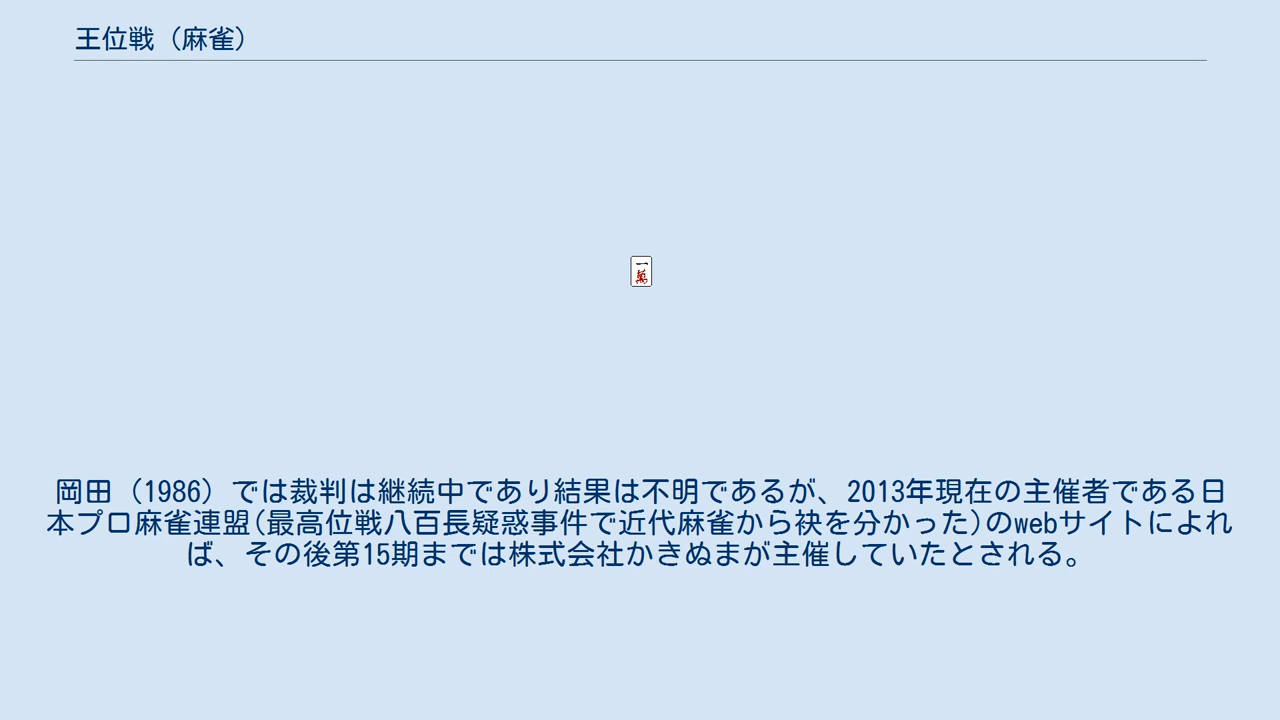 王位戦（麻雀）
一萬
岡田（1986）では裁判は継続中であり結果は不明であるが、2013年現在の主催者である日
本プロ麻雀連盟(最高位戦八百長疑惑事件で近代麻雀から袂を分かった)のwebサイトによれ
ば、その後第15期までは株式会社かきぬまが主催していたとされる。